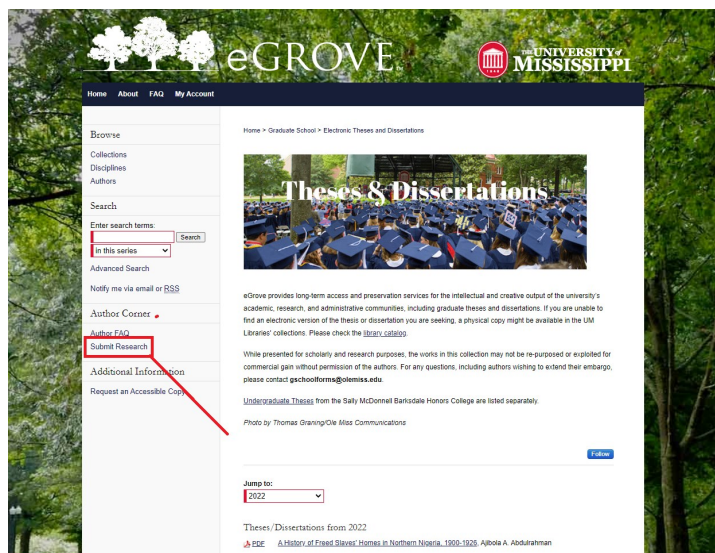 eGROVE
THE UNIVERSITY of
MISSISSIPPI
Home About FAQ My Account
Browse
Collections
Disciplines
Authors
Search
Enter search terms:
Search
in this series
Advanced Search
Notify me via email or RSS
Author Corner
Author FAQ
Submit Research
Additional Information
Request an Accessible Copy
Home > Graduate School > Electronic Theses and Dissertations
Theses & Dissertations
eGrove provides long-term access and preservation services for the intellectual and creative output of the university's
academic, research, and administrative communities, including graduate theses and dissertations. If you are unable to
find an electronic version of the thesis or dissertation you are seeking, a physical copy might be available in the UM
Libraries' collections. Please check the library catalog.
While presented for scholarly and research purposes, the works in this collection may not be re-purposed or exploited for
commercial gain without permission of the authors. For any questions, including authors wishing to extend their embargo,
please contact gschoolforms@olemiss.edu.
Undergraduate Theses from the Sally McDonnell Barksdale Honors College are listed separately.
Photo by Thomas Graning/Ole Miss Communications
Follow
Jump to:
2022
Theses/Dissertations from 2022
PDF A History of Freed Slaves' Homes in Northern Nigeria, 1900-1926, Ajibola A. Abdulrahman